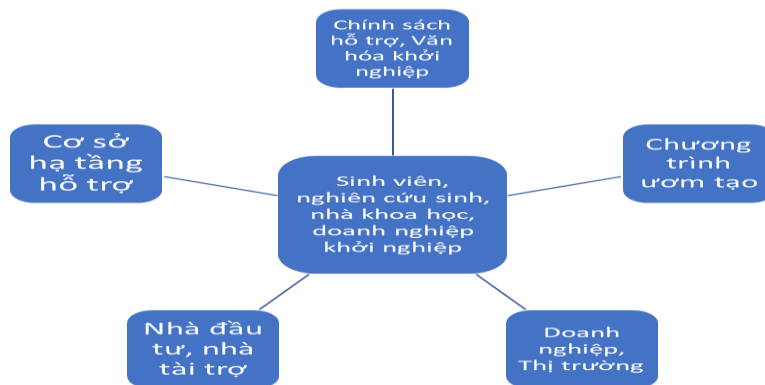 Chính sách
hỗ trợ, Văn
hóa khởi
nghiệp
Cơ sở
hạ tầng
hỗ trợ
Chương
trình
ươm tạo
Sinh viên,
nghiên cứu sinh,
nhà khoa học,
doanh nghiệp
khởi nghiệp
Nhà đầu
tư, nhà
tài trợ
Doanh
nghiệp,
Thị trường